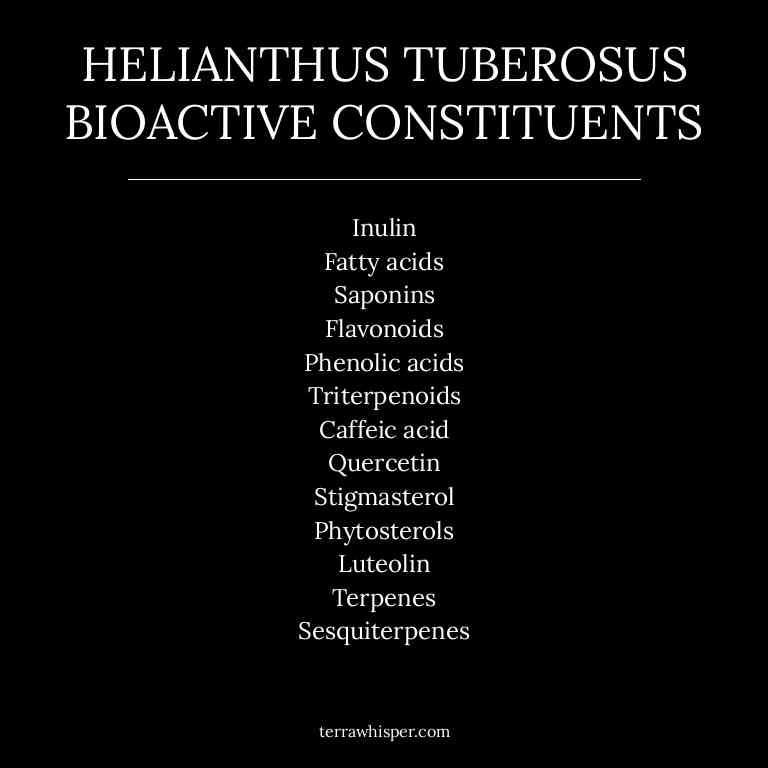 HELIANTHUS TUBEROSUS
BIOACTIVE CONSTITUENTS
Inulin
Fatty acids
Saponins
Flavonoids
Phenolic acids
Triterpenoids
Caffeic acid
Quercetin
Stigmasterol
Phytosterols
Luteolin
Terpenes
Sesquiterpenes
terrawhisper.com